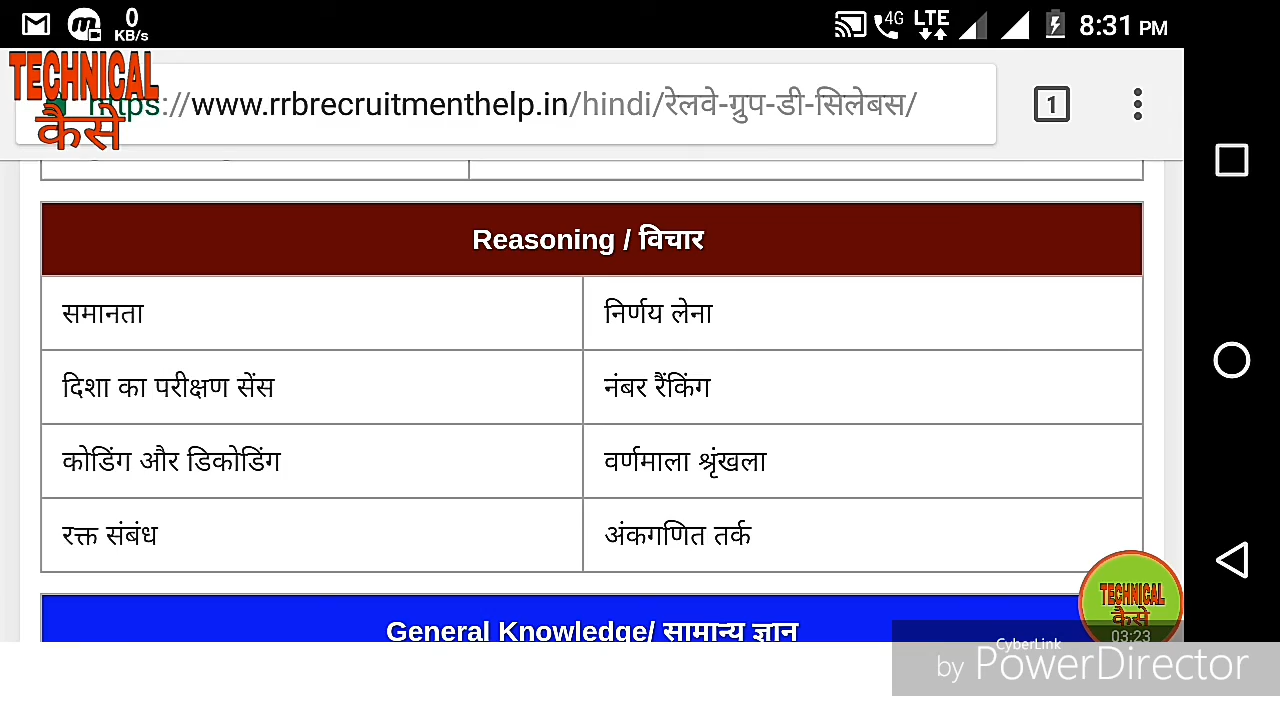 0
KB/s
4G
LTE
8:31 PM
TECHNICAL
कैसे
https://www.rrbrecruitmenthelp.in/hindi/रेलवे-ग्रुप-डी-सिलेबस/
1
Reasoning / विचार
समानता
निर्णय लेना
दिशा का परीक्षण सेंस
नंबर रैंकिंग
कोडिंग और डिकोडिंग
वर्णमाला श्रृंखला
रक्त संबंध
अंकगणित तर्क
General Knowledge/ सामान्य ज्ञान
TECHNICAL
कैसे
03:23
CyberLink
by PowerDirector